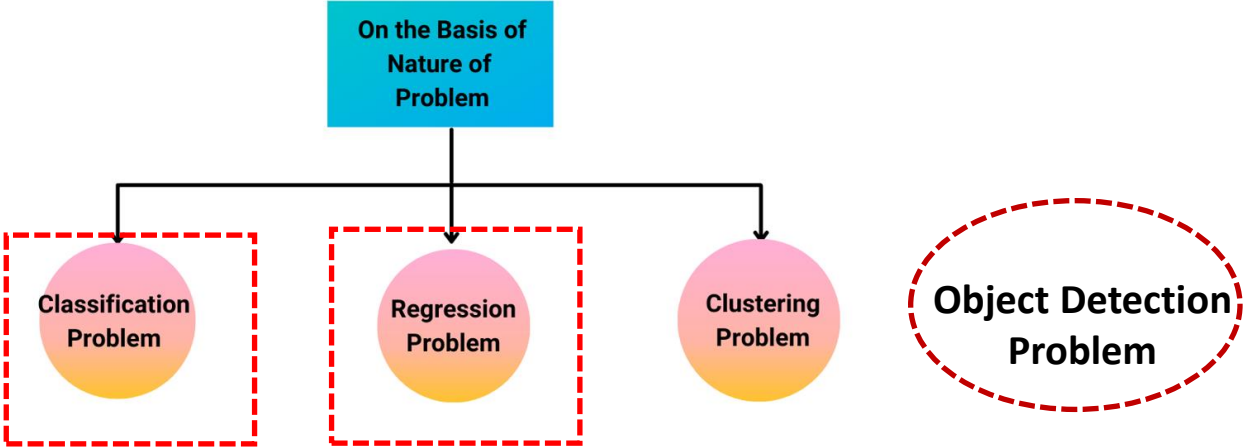 On the Basis of
Nature of
Problem
Classification
Problem
Regression
Problem
Clustering
Problem
Object Detection
Problem